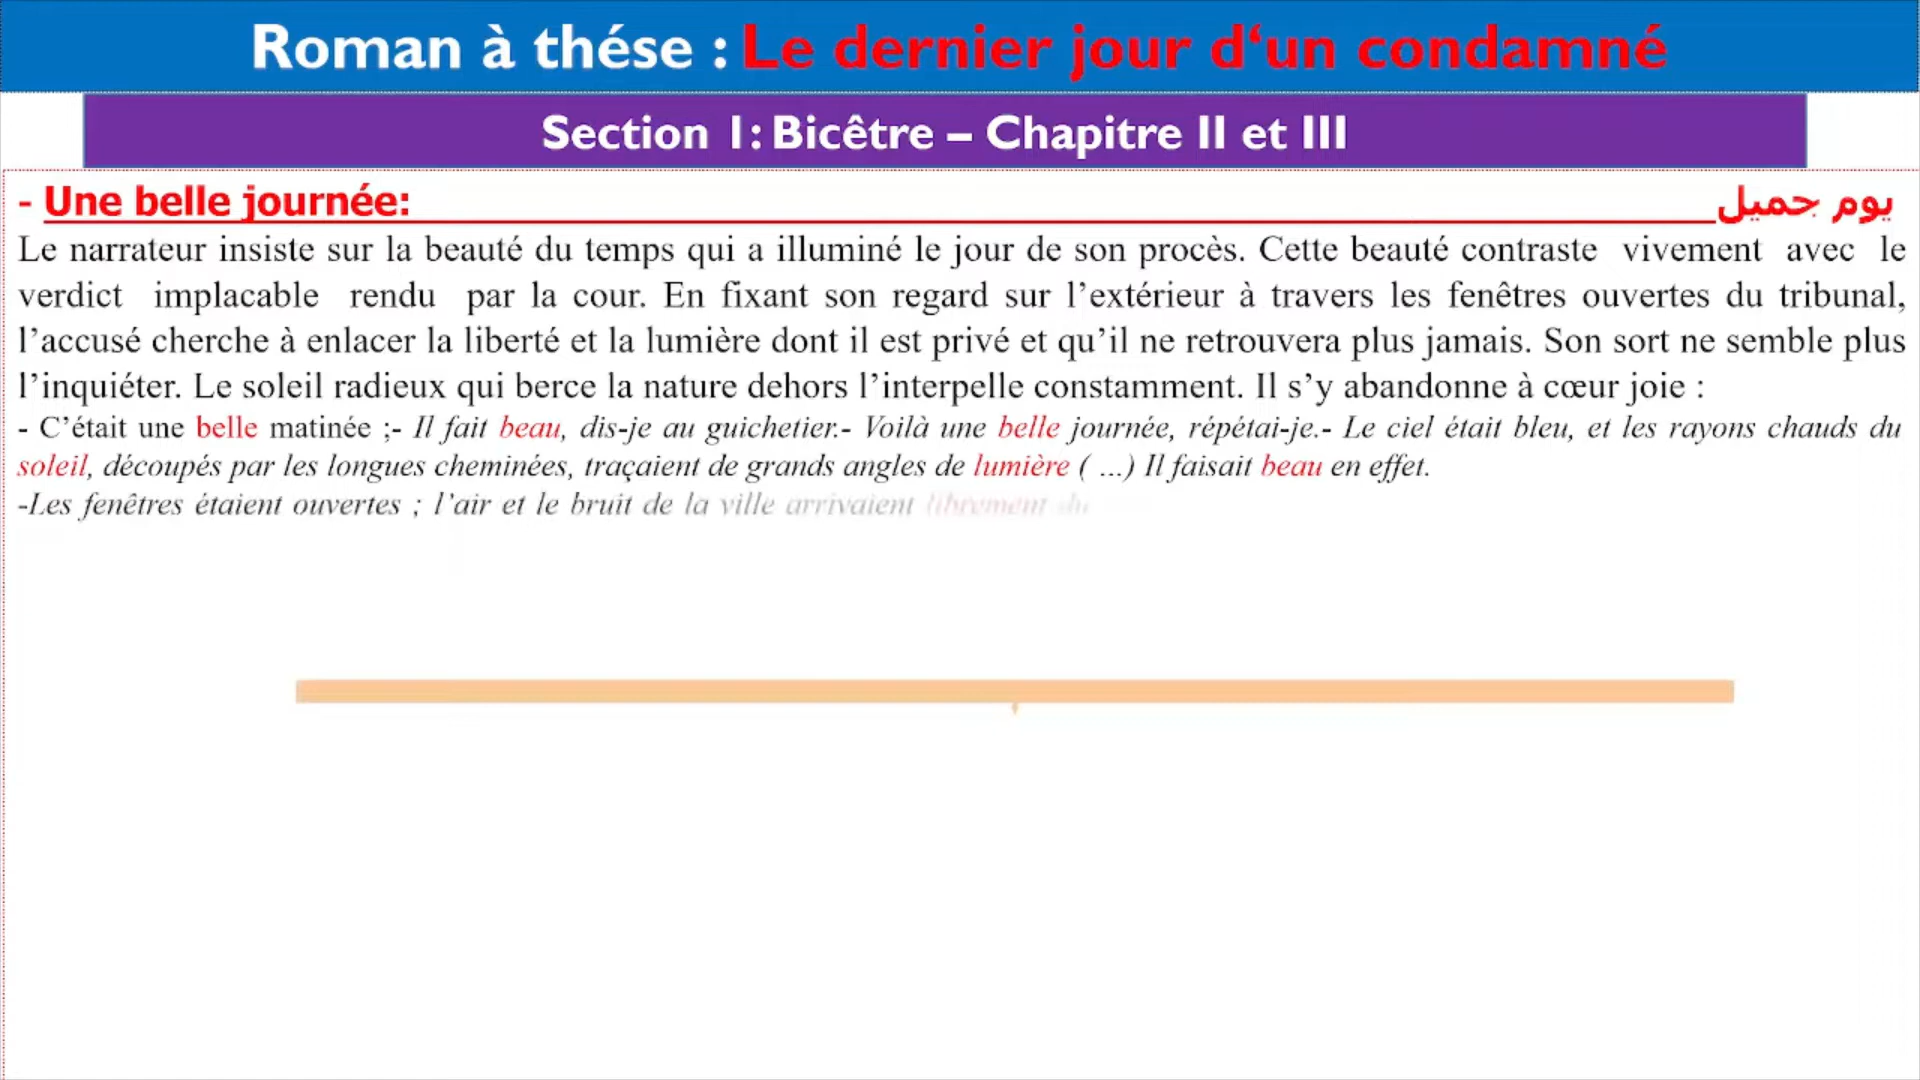 Roman à thése : Le dernier jour d‘un condamné
Section 1: Bicêtre – Chapitre II et III
- Une belle journée: يوم جميل
Le narrateur insiste sur la beauté du temps qui a illuminé le jour de son procès. Cette beauté contraste vivement avec le
verdict implacable rendu par la cour. En fixant son regard sur l’extérieur à travers les fenêtres ouvertes du tribunal,
l’accusé cherche à enlacer la liberté et la lumière dont il est privé et qu’il ne retrouvera plus jamais. Son sort ne semble plus
l’inquiéter. Le soleil radieux qui berce la nature dehors l’interpelle constamment. Il s’y abandonne à cœur joie :
- C’était une belle matinée ;- Il fait beau, dis-je au guichetier.- Voilà une belle journée, répétai-je.- Le ciel était bleu, et les rayons chauds du
soleil, découpés par les longues cheminées, traçaient de grands angles de lumière ( ...) Il faisait beau en effet.
-Les fenêtres étaient ouvertes ; l’air et le bruit de la ville arrivaient librement du